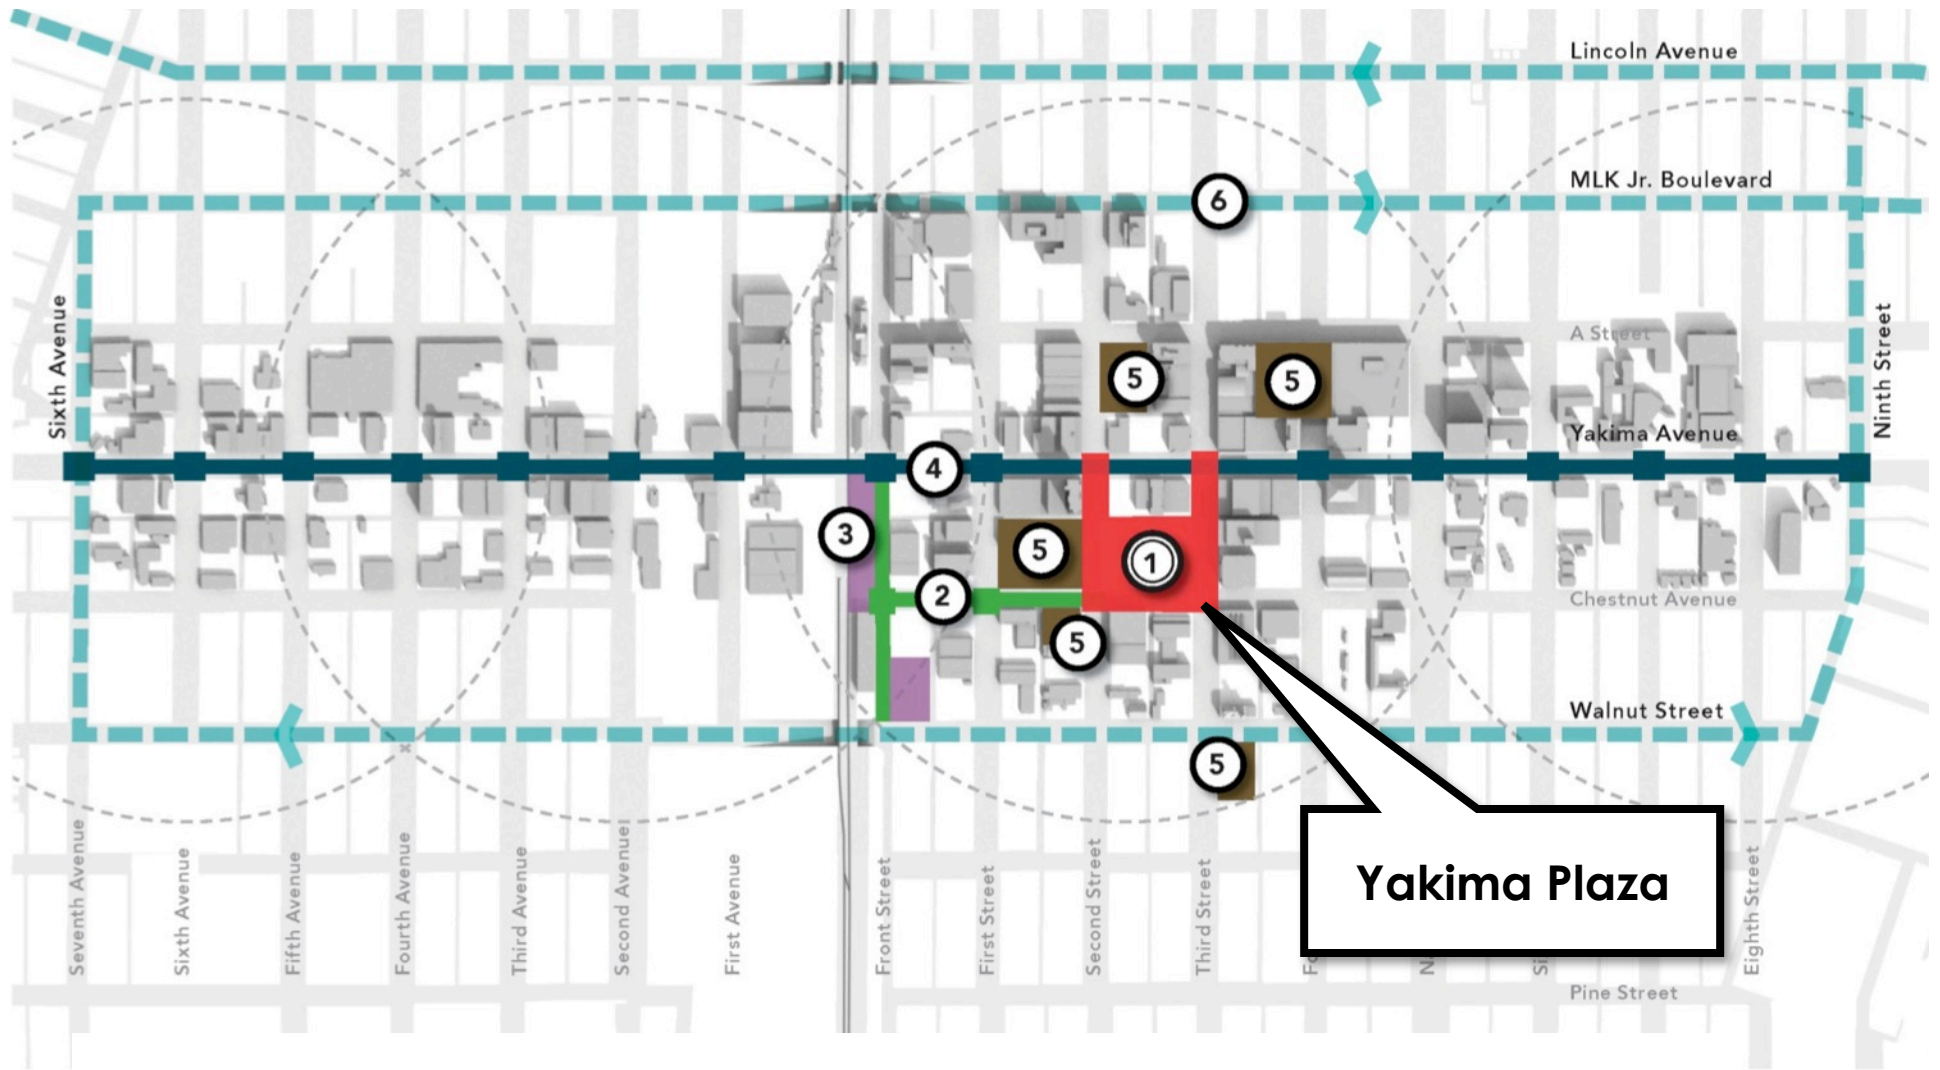 Lincoln Avenue
MLK Jr. Boulevard
6
Sixth Avenue
Ninth Street
A Street
5
5
Yakima Avenue
4
3
5
1
2
Chestnut Avenue
5
Walnut Street
5
Yakima Plaza
Seventh Avenue
Sixth Avenue
Fifth Avenue
Fourth Avenue
Third Avenue
Second Avenue
First Avenue
Front Street
First Street
Second Street
Third Street
Eighth Street
Pine Street